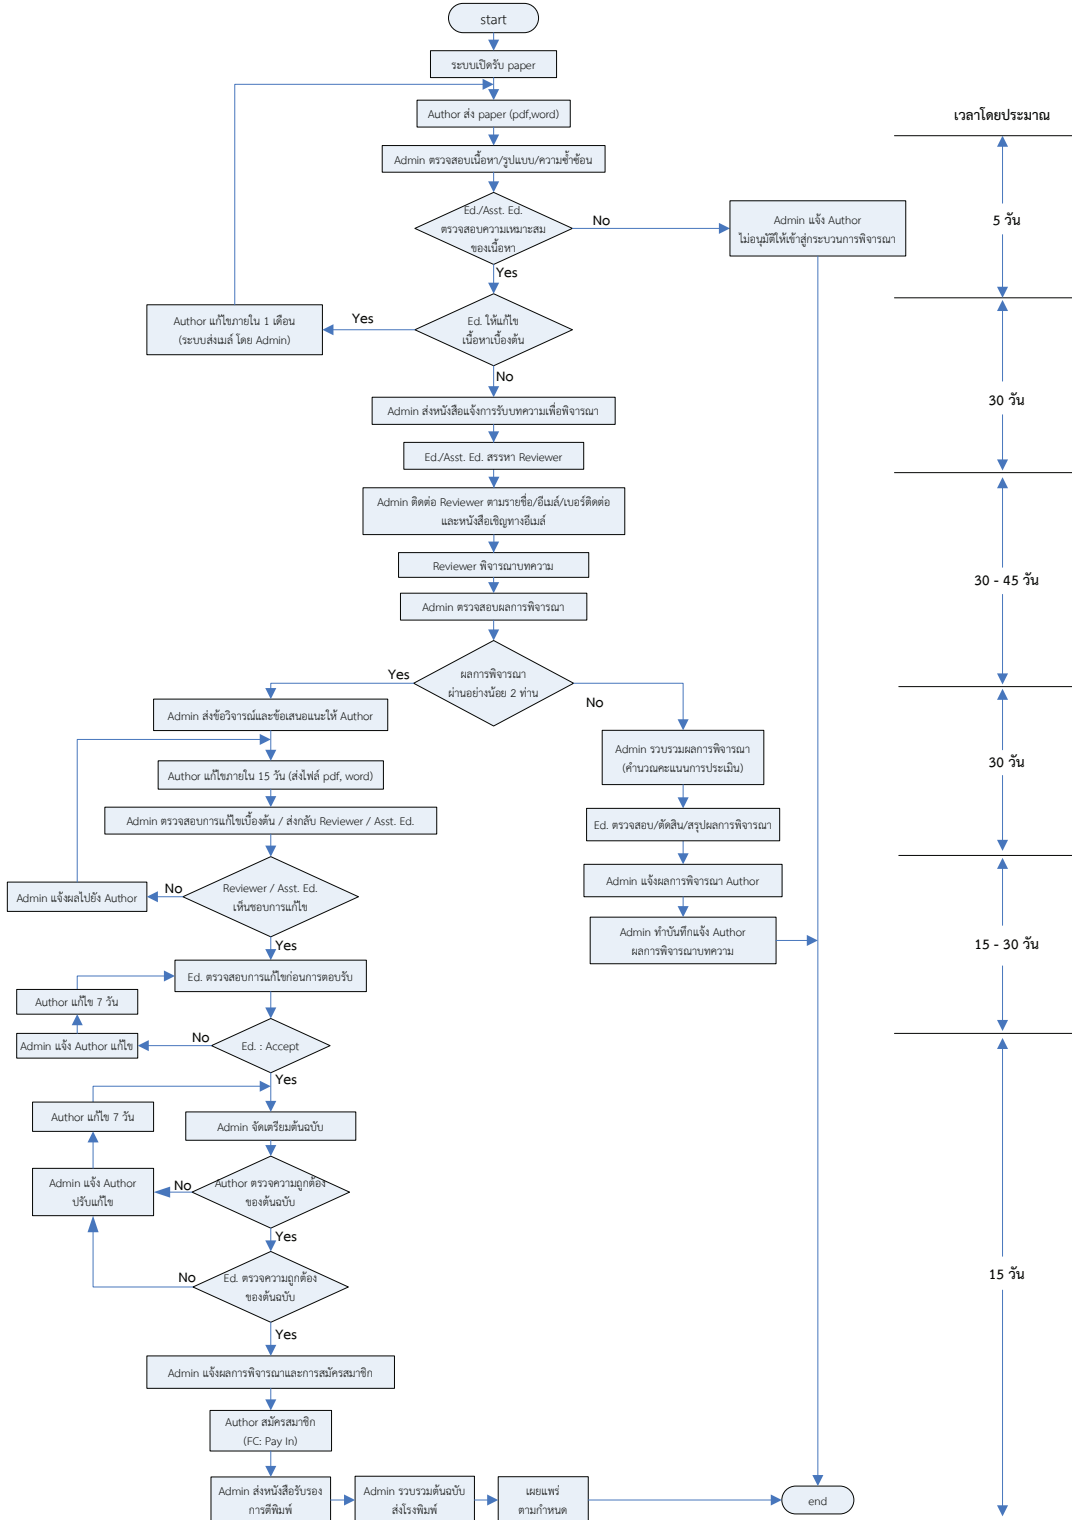 start
ระบบเปิดรับ paper
Author ส่ง paper (pdf,word)
เวลาโดยประมาณ
Admin ตรวจสอบเนื้อหา/รูปแบบ/ความซ้ำซ้อน
Ed./Asst. Ed.
ตรวจสอบความเหมาะสม
ของเนื้อหา
No
Admin แจ้ง Author
ไม่อนุมัติให้เข้าสู่กระบวนการพิจารณา
5 วัน
Yes
Author แก้ไขภายใน 1 เดือน
(ระบบส่งเมล์ โดย Admin)
Yes
Ed. ให้แก้ไข
เนื้อหาเบื้องต้น
No
30 วัน
Admin ส่งหนังสือแจ้งการรับบทความเพื่อพิจารณา
Ed./Asst. Ed. สรรหา Reviewer
Admin ติดต่อ Reviewer ตามรายชื่อ/อีเมล์/เบอร์ติดต่อ
และหนังสือเชิญทางอีเมล์
Reviewer พิจารณาบทความ
30 - 45 วัน
Admin ตรวจสอบผลการพิจารณา
Yes
ผลการพิจารณา
ผ่านอย่างน้อย 2 ท่าน
No
Admin ส่งข้อวิจารณ์และข้อเสนอแนะให้ Author
Admin รวบรวมผลการพิจารณา
(คำนวณคะแนนการประเมิน)
30 วัน
Author แก้ไขภายใน 15 วัน (ส่งไฟล์ pdf, word)
Admin ตรวจสอบการแก้ไขเบื้องต้น / ส่งกลับ Reviewer / Asst. Ed.
Ed. ตรวจสอบ/ตัดสิน/สรุปผลการพิจารณา
Admin แจ้งผลไปยัง Author
No
Reviewer / Asst. Ed.
เห็นชอบการแก้ไข
Admin แจ้งผลการพิจารณา Author
Yes
Admin ทำบันทึกแจ้ง Author
ผลการพิจารณาบทความ
15 - 30 วัน
Ed. ตรวจสอบการแก้ไขก่อนการตอบรับ
Author แก้ไข 7 วัน
Admin แจ้ง Author แก้ไข
No
Ed. : Accept
Yes
Author แก้ไข 7 วัน
Admin จัดเตรียมต้นฉบับ
Admin แจ้ง Author
ปรับแก้ไข
No
Author ตรวจความถูกต้อง
ของต้นฉบับ
Yes
No
Ed. ตรวจความถูกต้อง
ของต้นฉบับ
15 วัน
Yes
Admin แจ้งผลการพิจารณาและการสมัครสมาชิก
Author สมัครสมาชิก
(FC: Pay In)
Admin ส่งหนังสือรับรอง
การตีพิมพ์
Admin รวบรวมต้นฉบับ
ส่งโรงพิมพ์
เผยแพร่
ตามกำหนด
end